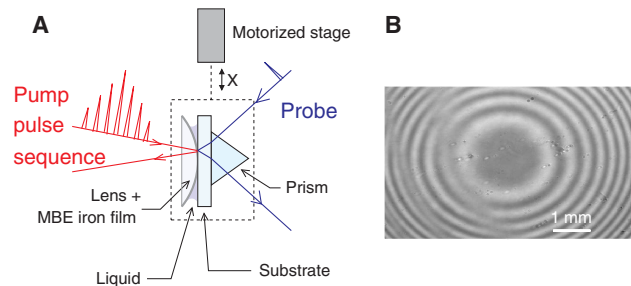 A
Motorized stage
X
Pump
pulse
sequence
Probe
Lens +
MBE iron film
Prism
Liquid
Substrate
B
1 mm